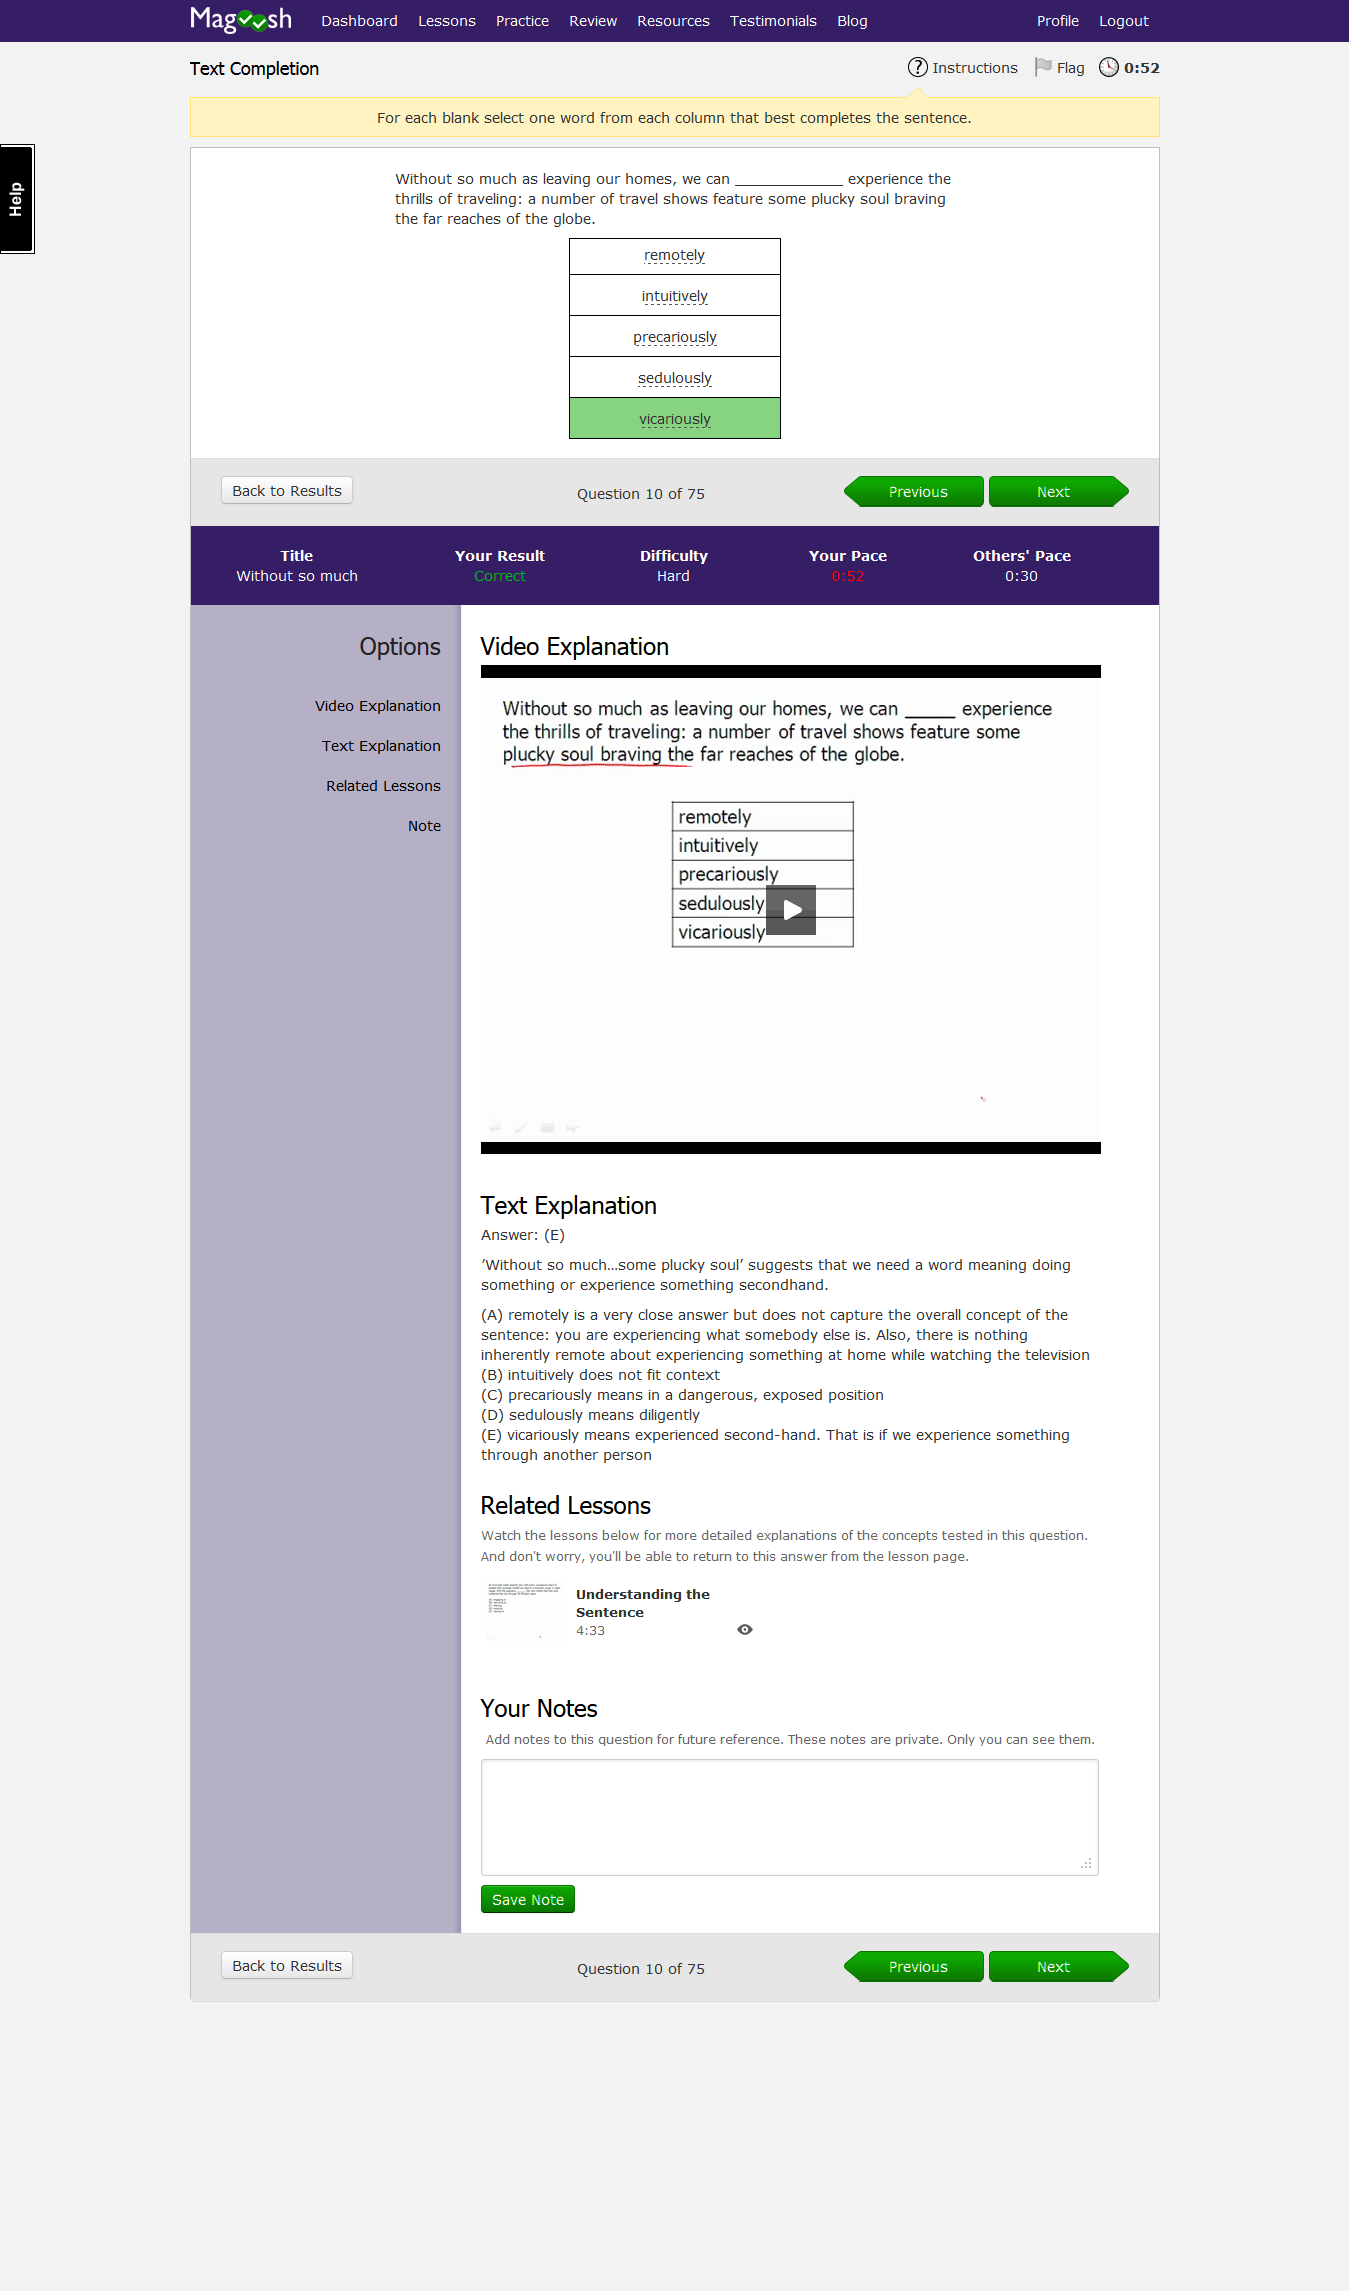 Magoosh Dashboard Lessons Practice Review Resources Testimonials Blog Profile Logout
Text Completion Instructions Flag 0:52
For each blank select one word from each column that best completes the sentence.
Help
Without so much as leaving our homes, we can _____________ experience the
thrills of traveling: a number of travel shows feature some plucky soul braving
the far reaches of the globe.
remotely
intuitively
precariously
sedulously
vicariously
Back to Results Question 10 of 75 Previous Next
Title Your Result Difficulty Your Pace Others' Pace
Without so much Correct Hard 0:52 0:30
Options
Video Explanation
Text Explanation
Related Lessons
Note
Video Explanation
Without so much as leaving our homes, we can _____ experience
the thrills of traveling: a number of travel shows feature some
plucky soul braving the far reaches of the globe.
remotely
intuitively
precariously
sedulously
vicariously
Text Explanation
Answer: (E)
’Without so much…some plucky soul’ suggests that we need a word meaning doing
something or experience something secondhand.
(A) remotely is a very close answer but does not capture the overall concept of the
sentence: you are experiencing what somebody else is. Also, there is nothing
inherently remote about experiencing something at home while watching the television
(B) intuitively does not fit context
(C) precariously means in a dangerous, exposed position
(D) sedulously means diligently
(E) vicariously means experienced second-hand. That is if we experience something
through another person
Related Lessons
Watch the lessons below for more detailed explanations of the concepts tested in this question.
And don't worry, you'll be able to return to this answer from the lesson page.
Understanding the
Sentence
4:33
Your Notes
Add notes to this question for future reference. These notes are private. Only you can see them.
Save Note
Back to Results Question 10 of 75 Previous Next